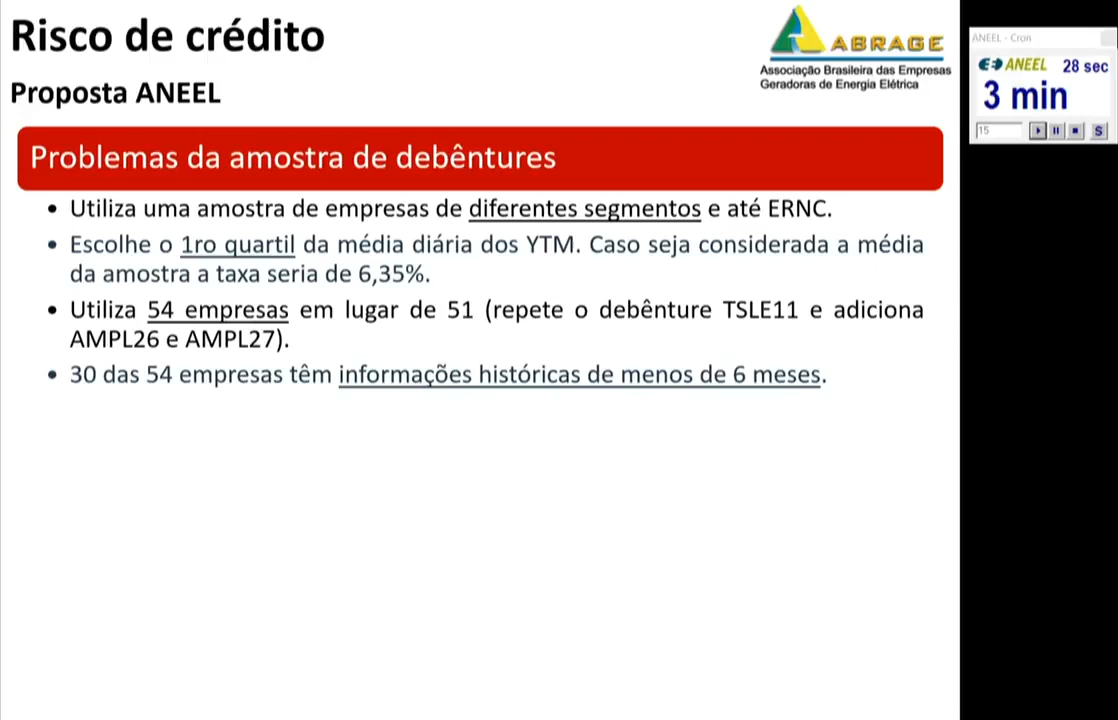 Risco de crédito
Proposta ANEEL
ABRAGE
Associação Brasileira das Empresas
Geradoras de Energia Elétrica
Problemas da amostra de debêntures
• Utiliza uma amostra de empresas de diferentes segmentos e até ERNC.
• Escolhe o 1ro quartil da média diária dos YTM. Caso seja considerada a média
da amostra a taxa seria de 6,35%.
• Utiliza 54 empresas em lugar de 51 (repete o debênture TSLE11 e adiciona
AMPL26 e AMPL27).
• 30 das 54 empresas têm informações históricas de menos de 6 meses.
ANEEL - Cron
ANEEL 28 sec
3 min
15
S